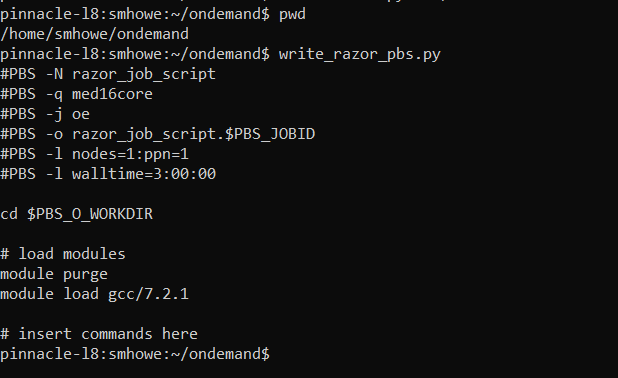 pinnacle-l8:smhowe:~/ondemand$ pwd
/home/smhowe/ondemand
pinnacle-l8:smhowe:~/ondemand$ write_razor_pbs.py
#PBS -N razor_job_script
#PBS -q med16core
#PBS -j oe
#PBS -o razor_job_script.$PBS_JOBID
#PBS -l nodes=1:ppn=1
#PBS -l walltime=3:00:00
cd $PBS_O_WORKDIR
# load modules
module purge
module load gcc/7.2.1
# insert commands here
pinnacle-l8:smhowe:~/ondemand$